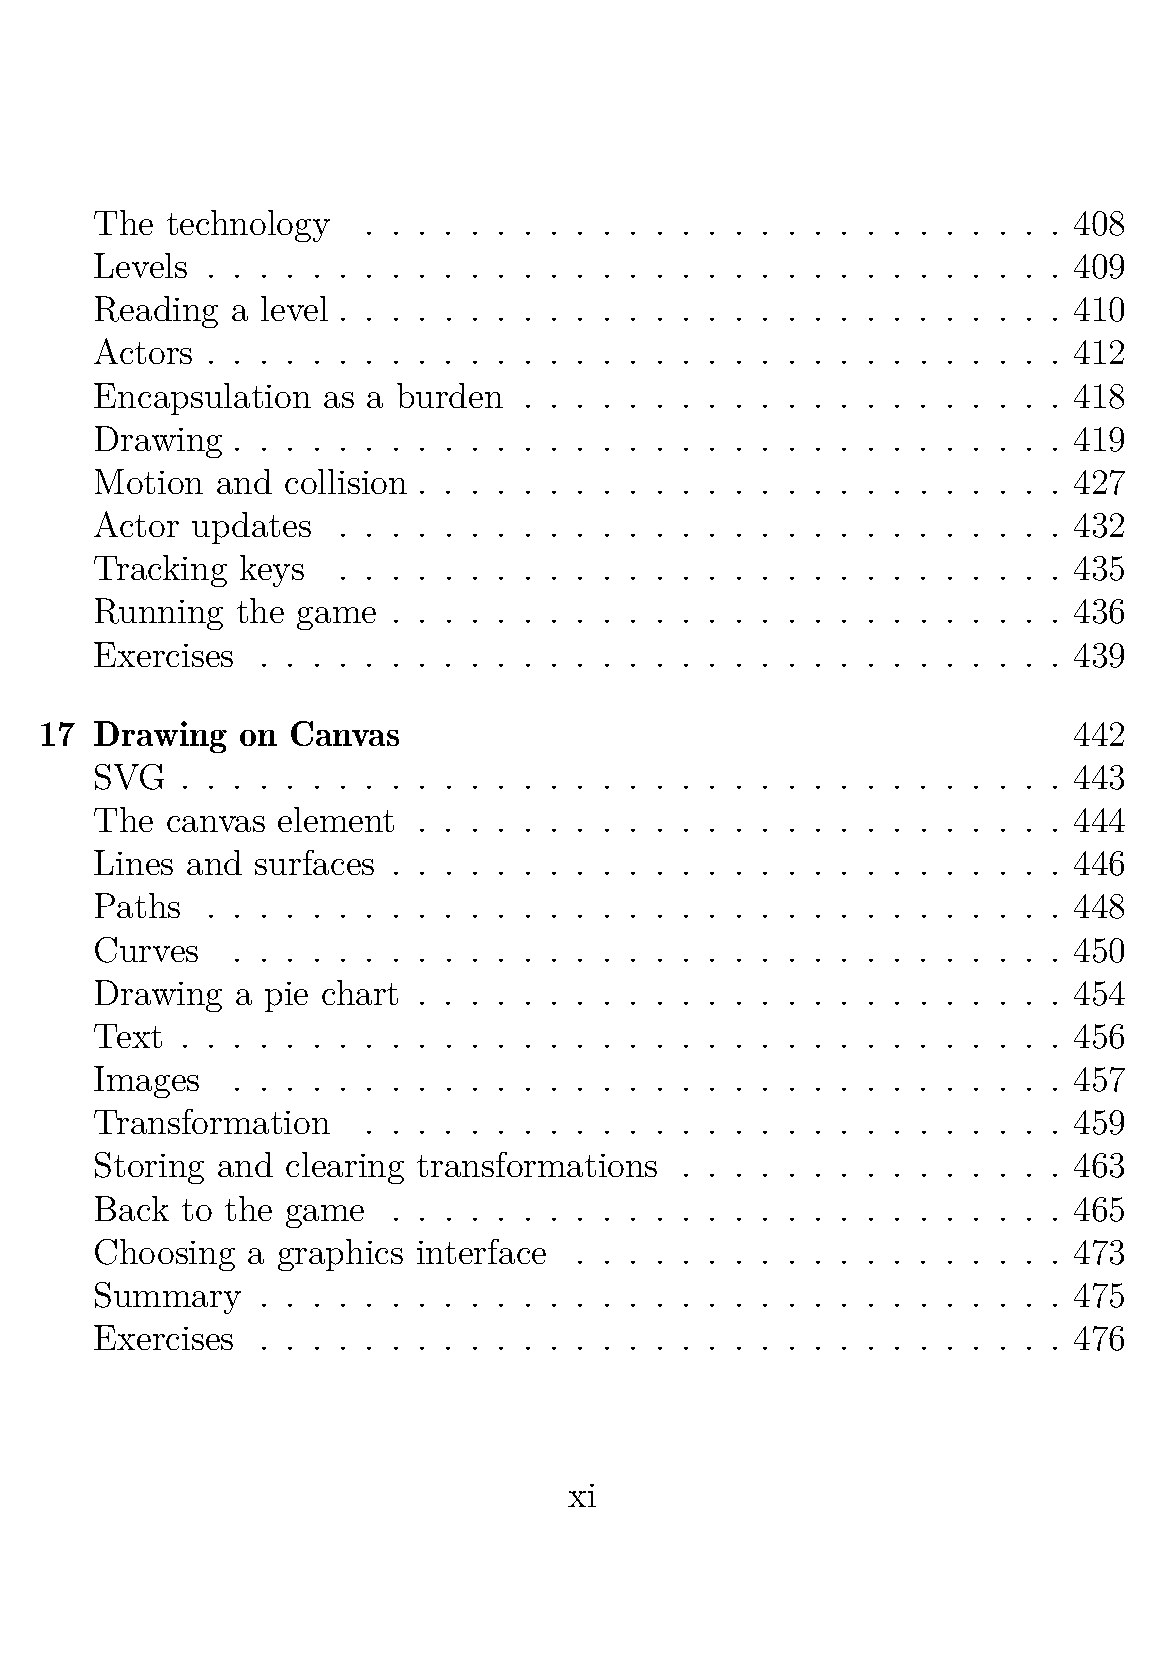 The technology . . . . . . . . . . . . . . . . . . . . . . . . . . . 408
Levels . . . . . . . . . . . . . . . . . . . . . . . . . . . . . . . . . 409
Reading a level . . . . . . . . . . . . . . . . . . . . . . . . . . . . 410
Actors . . . . . . . . . . . . . . . . . . . . . . . . . . . . . . . . . 412
Encapsulation as a burden . . . . . . . . . . . . . . . . . . . . . 418
Drawing . . . . . . . . . . . . . . . . . . . . . . . . . . . . . . . . 419
Motion and collision . . . . . . . . . . . . . . . . . . . . . . . . . 427
Actor updates . . . . . . . . . . . . . . . . . . . . . . . . . . . . 432
Tracking keys . . . . . . . . . . . . . . . . . . . . . . . . . . . . 435
Running the game . . . . . . . . . . . . . . . . . . . . . . . . . . 436
Exercises . . . . . . . . . . . . . . . . . . . . . . . . . . . . . . . 439
17 Drawing on Canvas 442
SVG . . . . . . . . . . . . . . . . . . . . . . . . . . . . . . . . . . 443
The canvas element . . . . . . . . . . . . . . . . . . . . . . . . . 444
Lines and surfaces . . . . . . . . . . . . . . . . . . . . . . . . . . 446
Paths . . . . . . . . . . . . . . . . . . . . . . . . . . . . . . . . . 448
Curves . . . . . . . . . . . . . . . . . . . . . . . . . . . . . . . . 450
Drawing a pie chart . . . . . . . . . . . . . . . . . . . . . . . . . 454
Text . . . . . . . . . . . . . . . . . . . . . . . . . . . . . . . . . . 456
Images . . . . . . . . . . . . . . . . . . . . . . . . . . . . . . . . 457
Transformation . . . . . . . . . . . . . . . . . . . . . . . . . . . 459
Storing and clearing transformations . . . . . . . . . . . . . . . 463
Back to the game . . . . . . . . . . . . . . . . . . . . . . . . . . 465
Choosing a graphics interface . . . . . . . . . . . . . . . . . . . 473
Summary . . . . . . . . . . . . . . . . . . . . . . . . . . . . . . . 475
Exercises . . . . . . . . . . . . . . . . . . . . . . . . . . . . . . . 476
xi